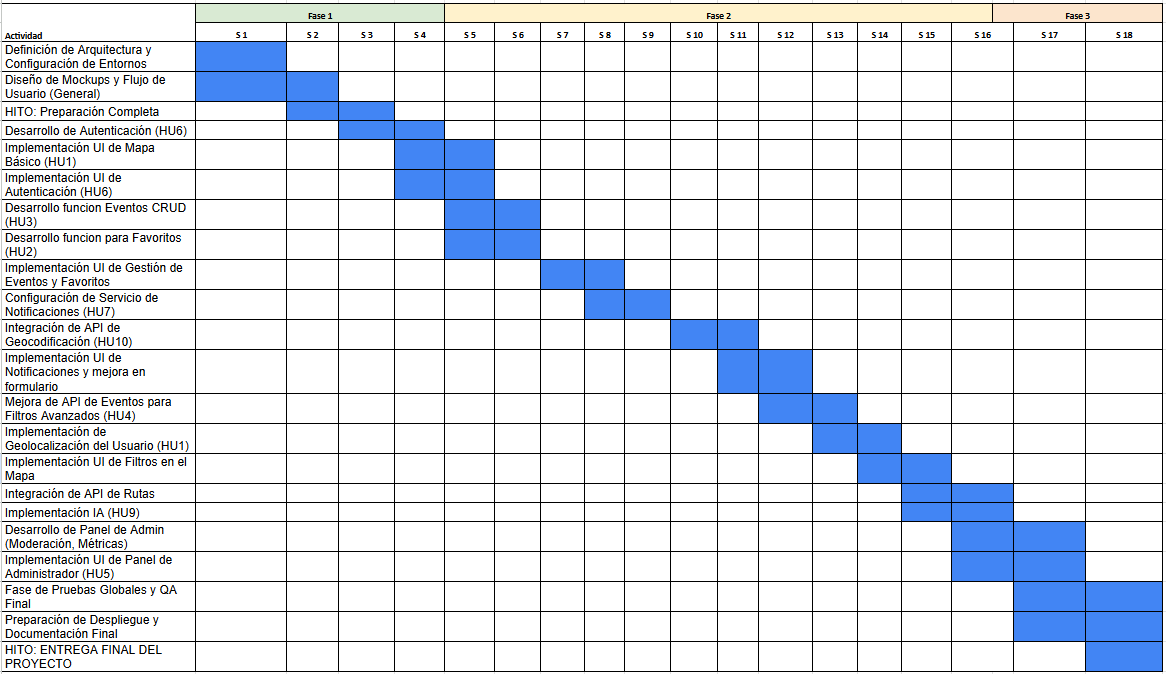 Fase 1 Fase 2 Fase 3
Actividad S 1 S 2 S 3 S 4 S 5 S 6 S 7 S 8 S 9 S 10 S 11 S 12 S 13 S 14 S 15 S 16 S 17 S 18
Definición de Arquitectura y
Configuración de Entornos
Diseño de Mockups y Flujo de
Usuario (General)
HITO: Preparación Completa
Desarrollo de Autenticación (HU6)
Implementación UI de Mapa
Básico (HU1)
Implementación UI de
Autenticación (HU6)
Desarrollo funcion Eventos CRUD
(HU3)
Desarrollo funcion para Favoritos
(HU2)
Implementación UI de Gestión de
Eventos y Favoritos
Configuración de Servicio de
Notificaciones (HU7)
Integración de API de
Geocodificación (HU10)
Implementación UI de
Notificaciones y mejora en
formulario
Mejora de API de Eventos para
Filtros Avanzados (HU4)
Implementación de
Geolocalización del Usuario (HU1)
Implementación UI de Filtros en el
Mapa
Integración de API de Rutas
Implementación IA (HU9)
Desarrollo de Panel de Admin
(Moderación, Métricas)
Implementación UI de Panel de
Administrador (HU5)
Fase de Pruebas Globales y QA
Final
Preparación de Despliegue y
Documentación Final
HITO: ENTREGA FINAL DEL
PROYECTO